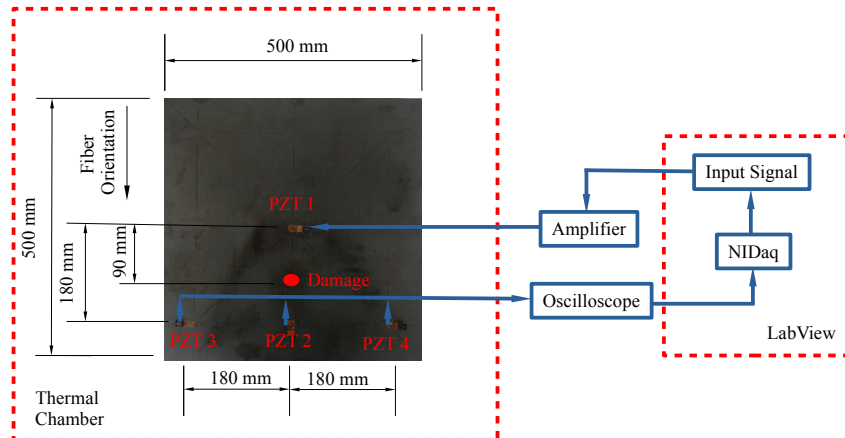 500 mm
Fiber
Orientation
500 mm
PZT 1
180 mm
90 mm
Damage
PZT 3
PZT 2
PZT 4
180 mm
180 mm
Thermal
Chamber
Input Signal
Amplifier
NIDaq
Oscilloscope
LabView